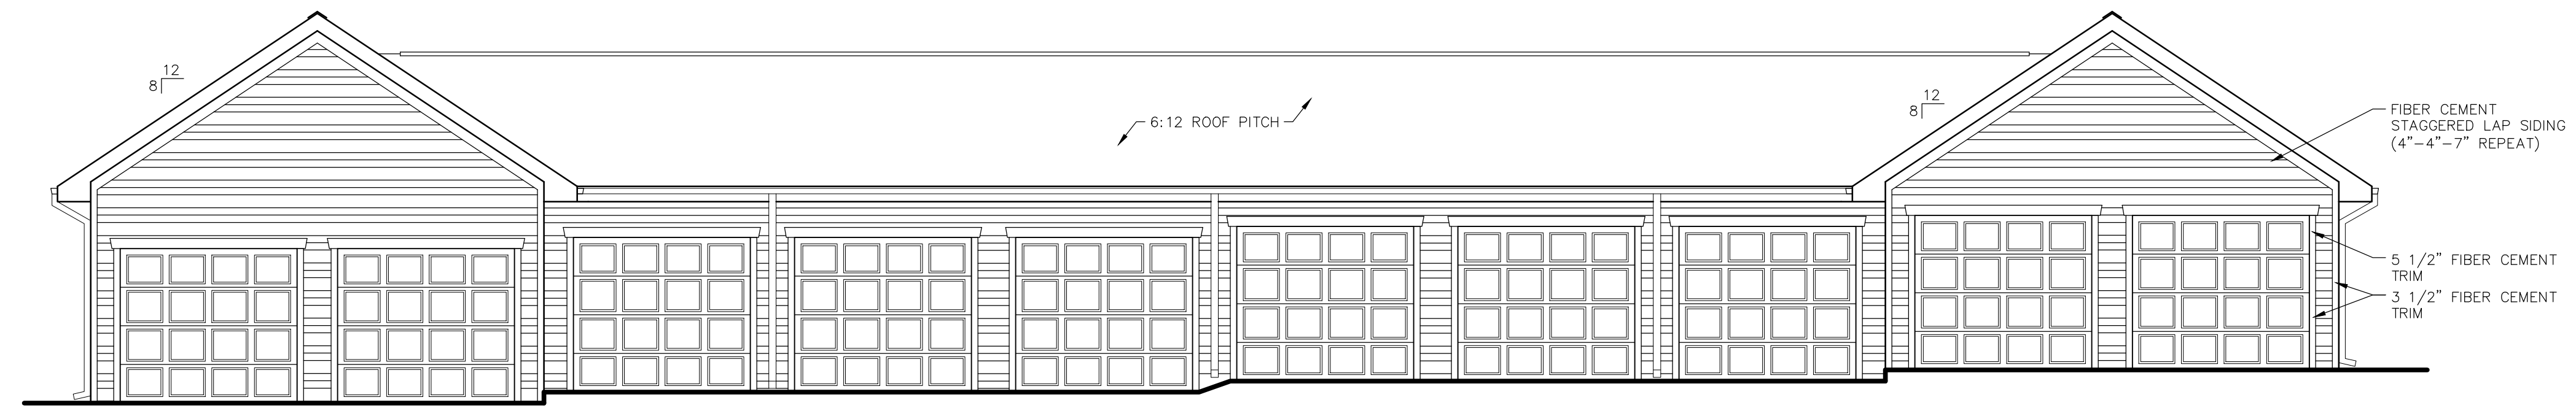 12
8
6:12 ROOF PITCH
12
8
FIBER CEMENT
STAGGERED LAP SIDING
(4"-4"-7" REPEAT)
5 1/2" FIBER CEMENT
TRIM
3 1/2" FIBER CEMENT
TRIM